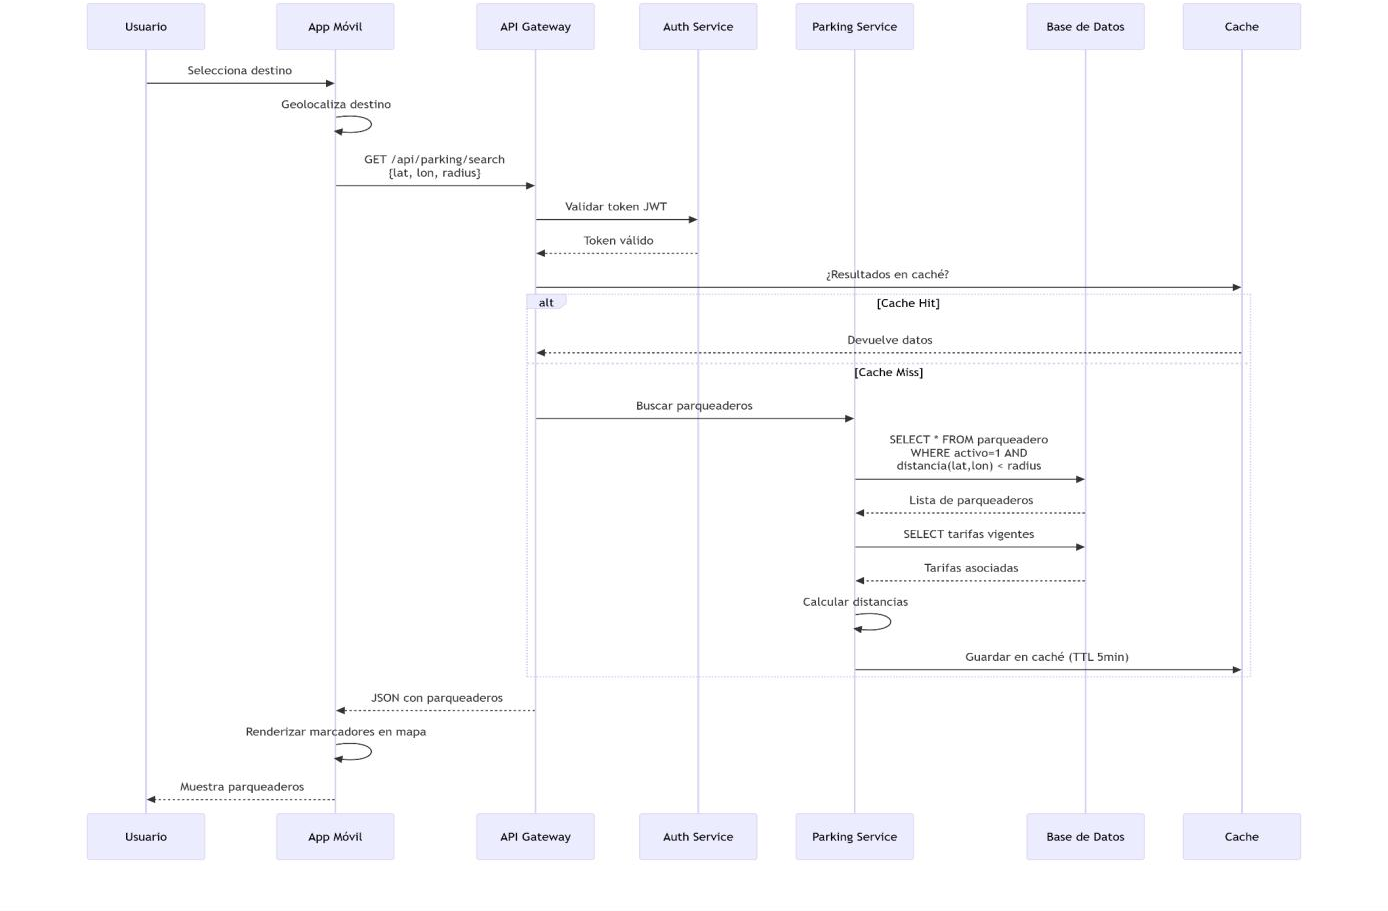 Usuario
App Móvil
API Gateway
Auth Service
Parking Service
Base de Datos
Cache
Selecciona destino
Geolocaliza destino
GET /api/parking/search
{lat, lon, radius}
Validar token JWT
Token válido
¿Resultados en caché?
alt
[Cache Hit]
Devuelve datos
[Cache Miss]
Buscar parqueaderos
SELECT * FROM parqueadero
WHERE activo=1 AND
distancia(lat,lon) < radius
Lista de parqueaderos
SELECT tarifas vigentes
Tarifas asociadas
Calcular distancias
Guardar en caché (TTL 5min)
JSON con parqueaderos
Renderizar marcadores en mapa
Muestra parqueaderos
Usuario
App Móvil
API Gateway
Auth Service
Parking Service
Base de Datos
Cache